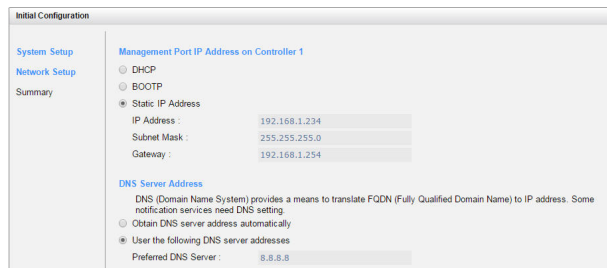 Initial Configuration
System Setup
Network Setup
Summary
Management Port IP Address on Controller 1
DHCP
BOOTP
Static IP Address
IP Address : 192.168.1.234
Subnet Mask : 255.255.255.0
Gateway : 192.168.1.254
DNS Server Address
DNS (Domain Name System) provides a means to translate FQDN (Fully Qualified Domain Name) to IP address. Some
notification services need DNS setting.
Obtain DNS server address automatically
User the following DNS server addresses
Preferred DNS Server : 8.8.8.8